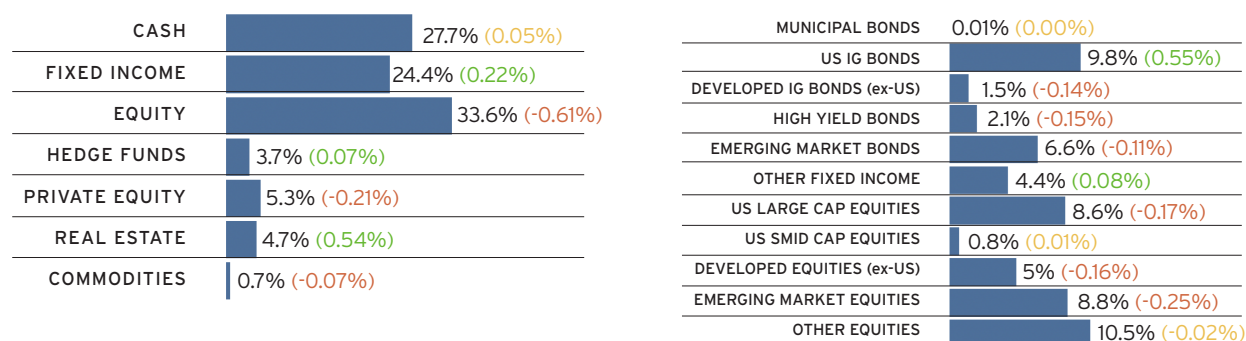 CASH 27.7% (0.05%)
FIXED INCOME 24.4% (0.22%)
EQUITY 33.6% (-0.61%)
HEDGE FUNDS 3.7% (0.07%)
PRIVATE EQUITY 5.3% (-0.21%)
REAL ESTATE 4.7% (0.54%)
COMMODITIES 0.7% (-0.07%)
MUNICIPAL BONDS 0.01% (0.00%)
US IG BONDS 9.8% (0.55%)
DEVELOPED IG BONDS (ex-US) 1.5% (-0.14%)
HIGH YIELD BONDS 2.1% (-0.15%)
EMERGING MARKET BONDS 6.6% (-0.11%)
OTHER FIXED INCOME 4.4% (0.08%)
US LARGE CAP EQUITIES 8.6% (-0.17%)
US SMID CAP EQUITIES 0.8% (0.01%)
DEVELOPED EQUITIES (ex-US) 5% (-0.16%)
EMERGING MARKET EQUITIES 8.8% (-0.25%)
OTHER EQUITIES 10.5% (-0.02%)